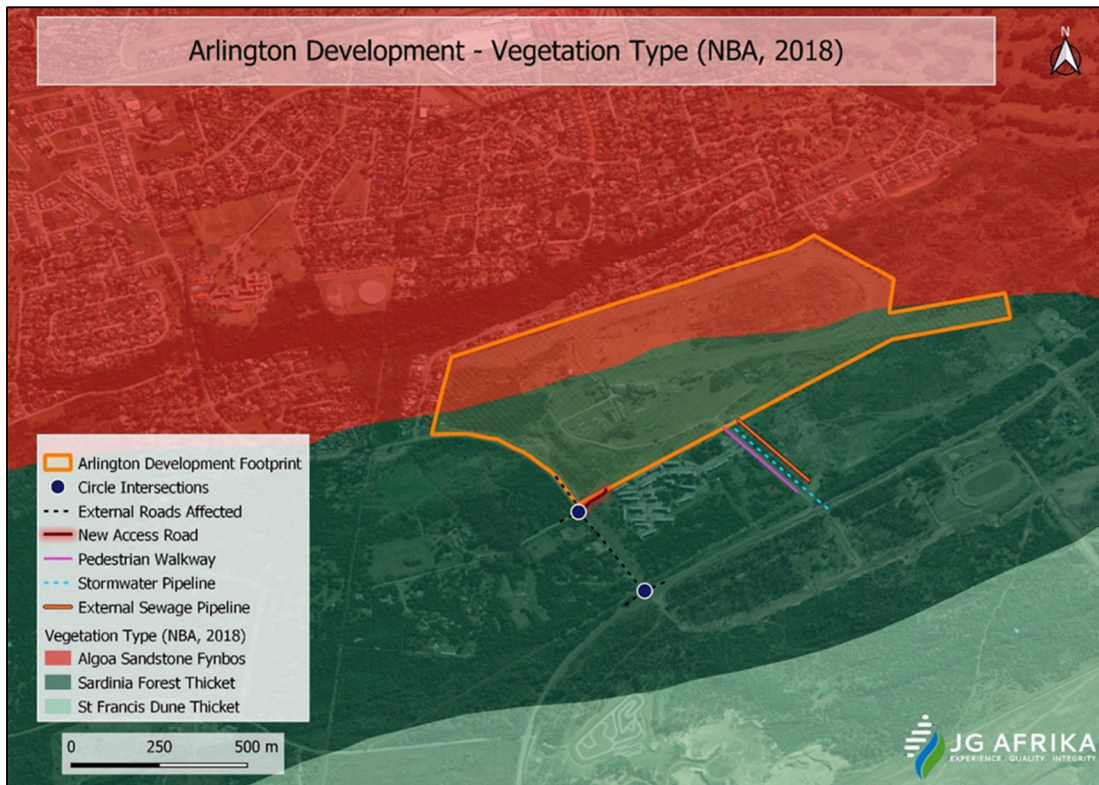 Arlington Development - Vegetation Type (NBA, 2018)
N
Arlington Development Footprint
Circle Intersections
External Roads Affected
New Access Road
Pedestrian Walkway
Stormwater Pipeline
External Sewage Pipeline
Vegetation Type (NBA, 2018)
Algoa Sandstone Fynbos
Sardinia Forest Thicket
St Francis Dune Thicket
0 250 500 m
JG AFRIKA
EXPERIENCE QUALITY INTEGRITY